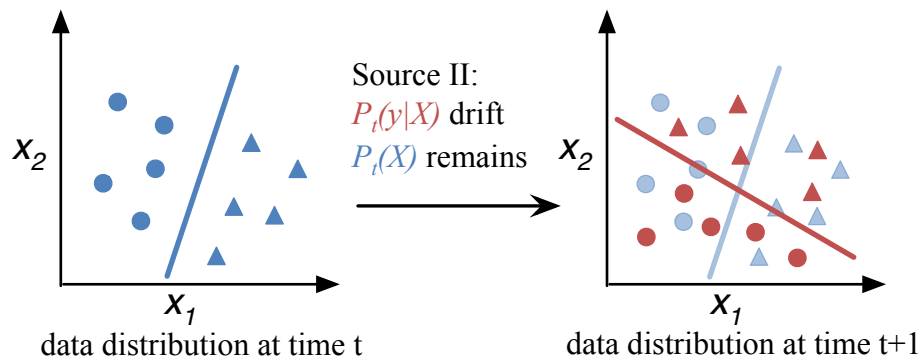 X2
X1
data distribution at time t
Source II:
Pt(y|X) drift
Pt(X) remains
X2
X1
data distribution at time t+1